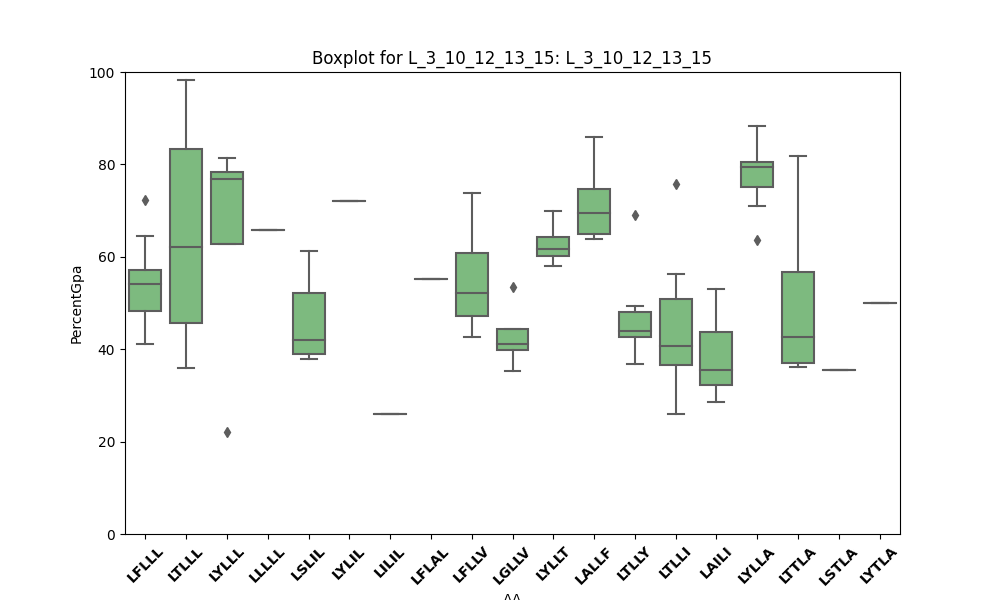 Boxplot for L_3_10_12_13_15: L_3_10_12_13_15
100
80
60
40
20
0
PercentGpa
LFLLL LTLLL LYLLL LLLLL LSLIL LYLIL LILIL LFLAL LFLLV LGLLV LYLLT LALLF LTLLY LTLLI LAILI LYLLA LTTLA LSTLA LYTLA
AA